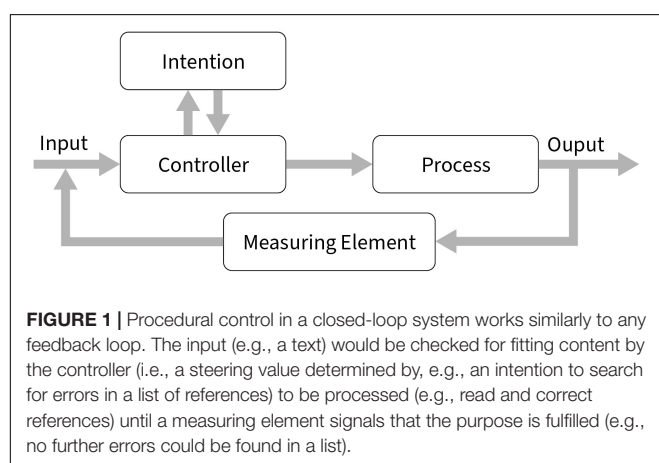 Intention
Input
Controller
Process
Ouput
Measuring Element
FIGURE 1 | Procedural control in a closed-loop system works similarly to any
feedback loop. The input (e.g., a text) would be checked for fitting content by
the controller (i.e., a steering value determined by, e.g., an intention to search
for errors in a list of references) to be processed (e.g., read and correct
references) until a measuring element signals that the purpose is fulfilled (e.g.,
no further errors could be found in a list).